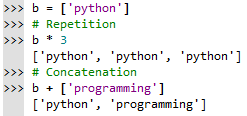 >>> b = ['python']
>>> # Repetition
>>> b * 3
['python', 'python', 'python']
>>> # Concatenation
>>> b + ['programming']
['python', 'programming']